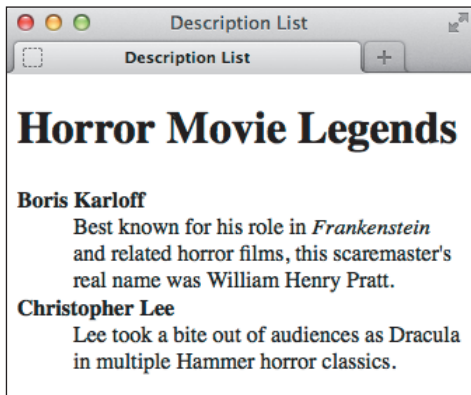 Description List
Description List
Horror Movie Legends
Boris Karloff
Best known for his role in Frankenstein
and related horror films, this scaremaster's
real name was William Henry Pratt.
Christopher Lee
Lee took a bite out of audiences as Dracula
in multiple Hammer horror classics.